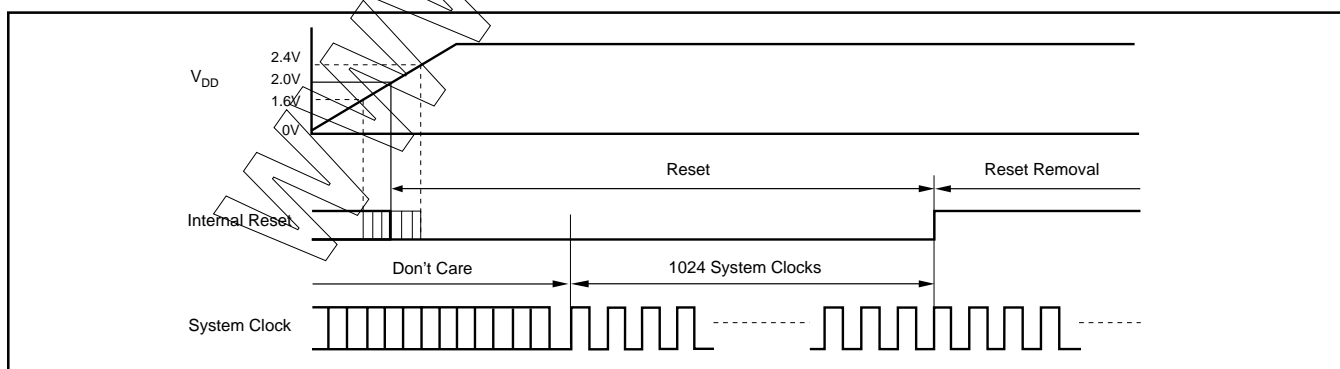 2.4V
V_DD
2.0V
1.6V
0V
Reset
Reset Removal
Internal Reset
Don't Care
1024 System Clocks
System Clock